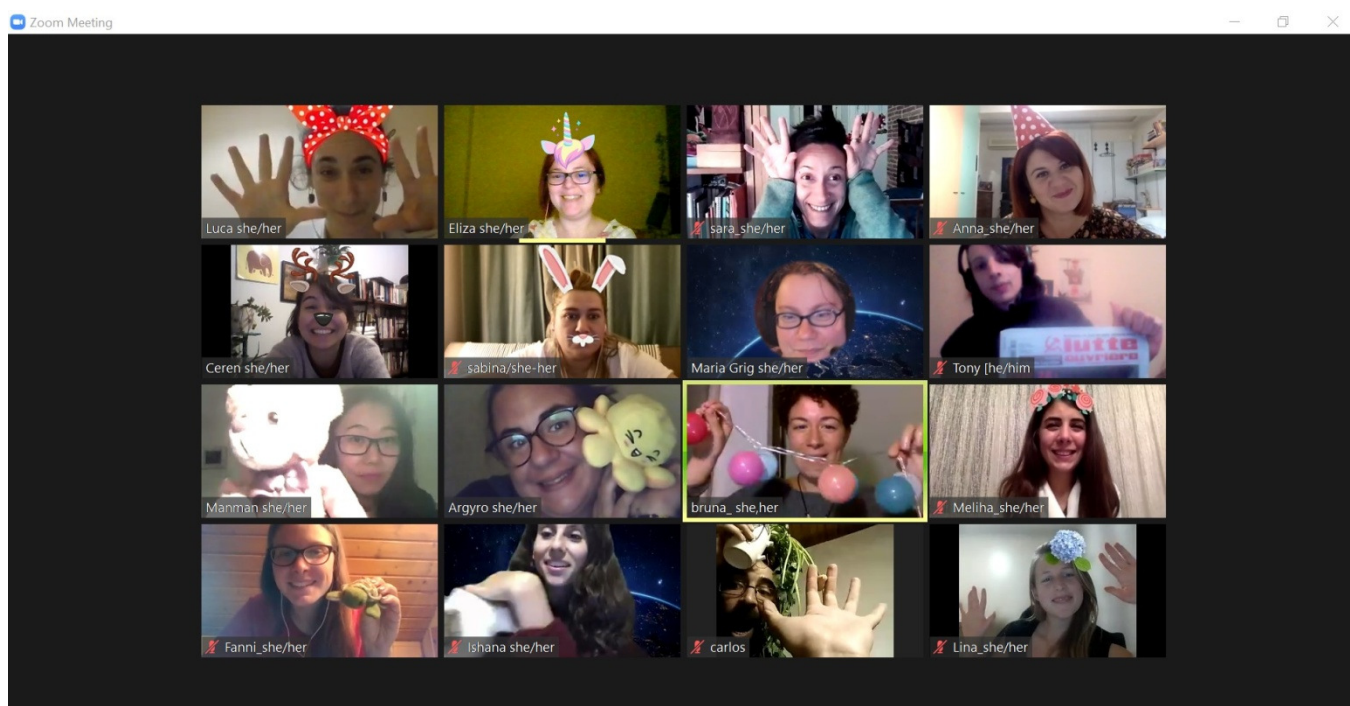 Zoom Meeting
Luca she/her
Eliza she/her
sara_she/her
Anna_she/her
Ceren she/her
sabina/she-her
Maria Grig she/her
Tony [he/him
lutte
ouvrière
Manman she/her
Argyro she/her
bruna_ she,her
Meliha_she/her
Fanni_she/her
Ishana she/her
carlos
Lina_she/her